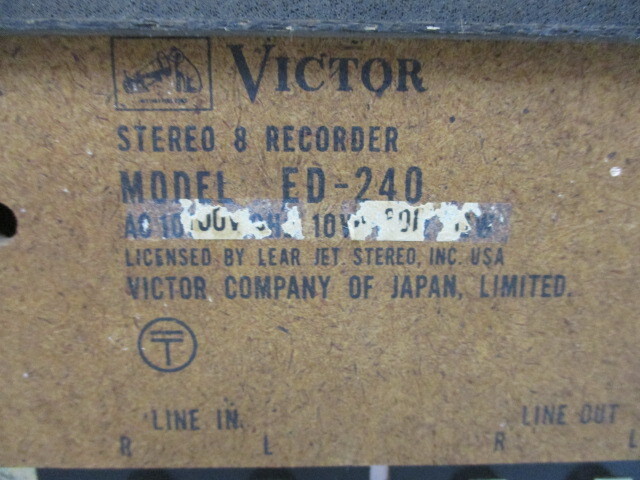 VICTOR
STEREO 8 RECORDER
MODEL ED-240
10V
LICENSED BY LEAR JET STEREO, INC. USA
VICTOR COMPANY OF JAPAN, LIMITED.
〒
LINE IN. LINE OUT
R L R L